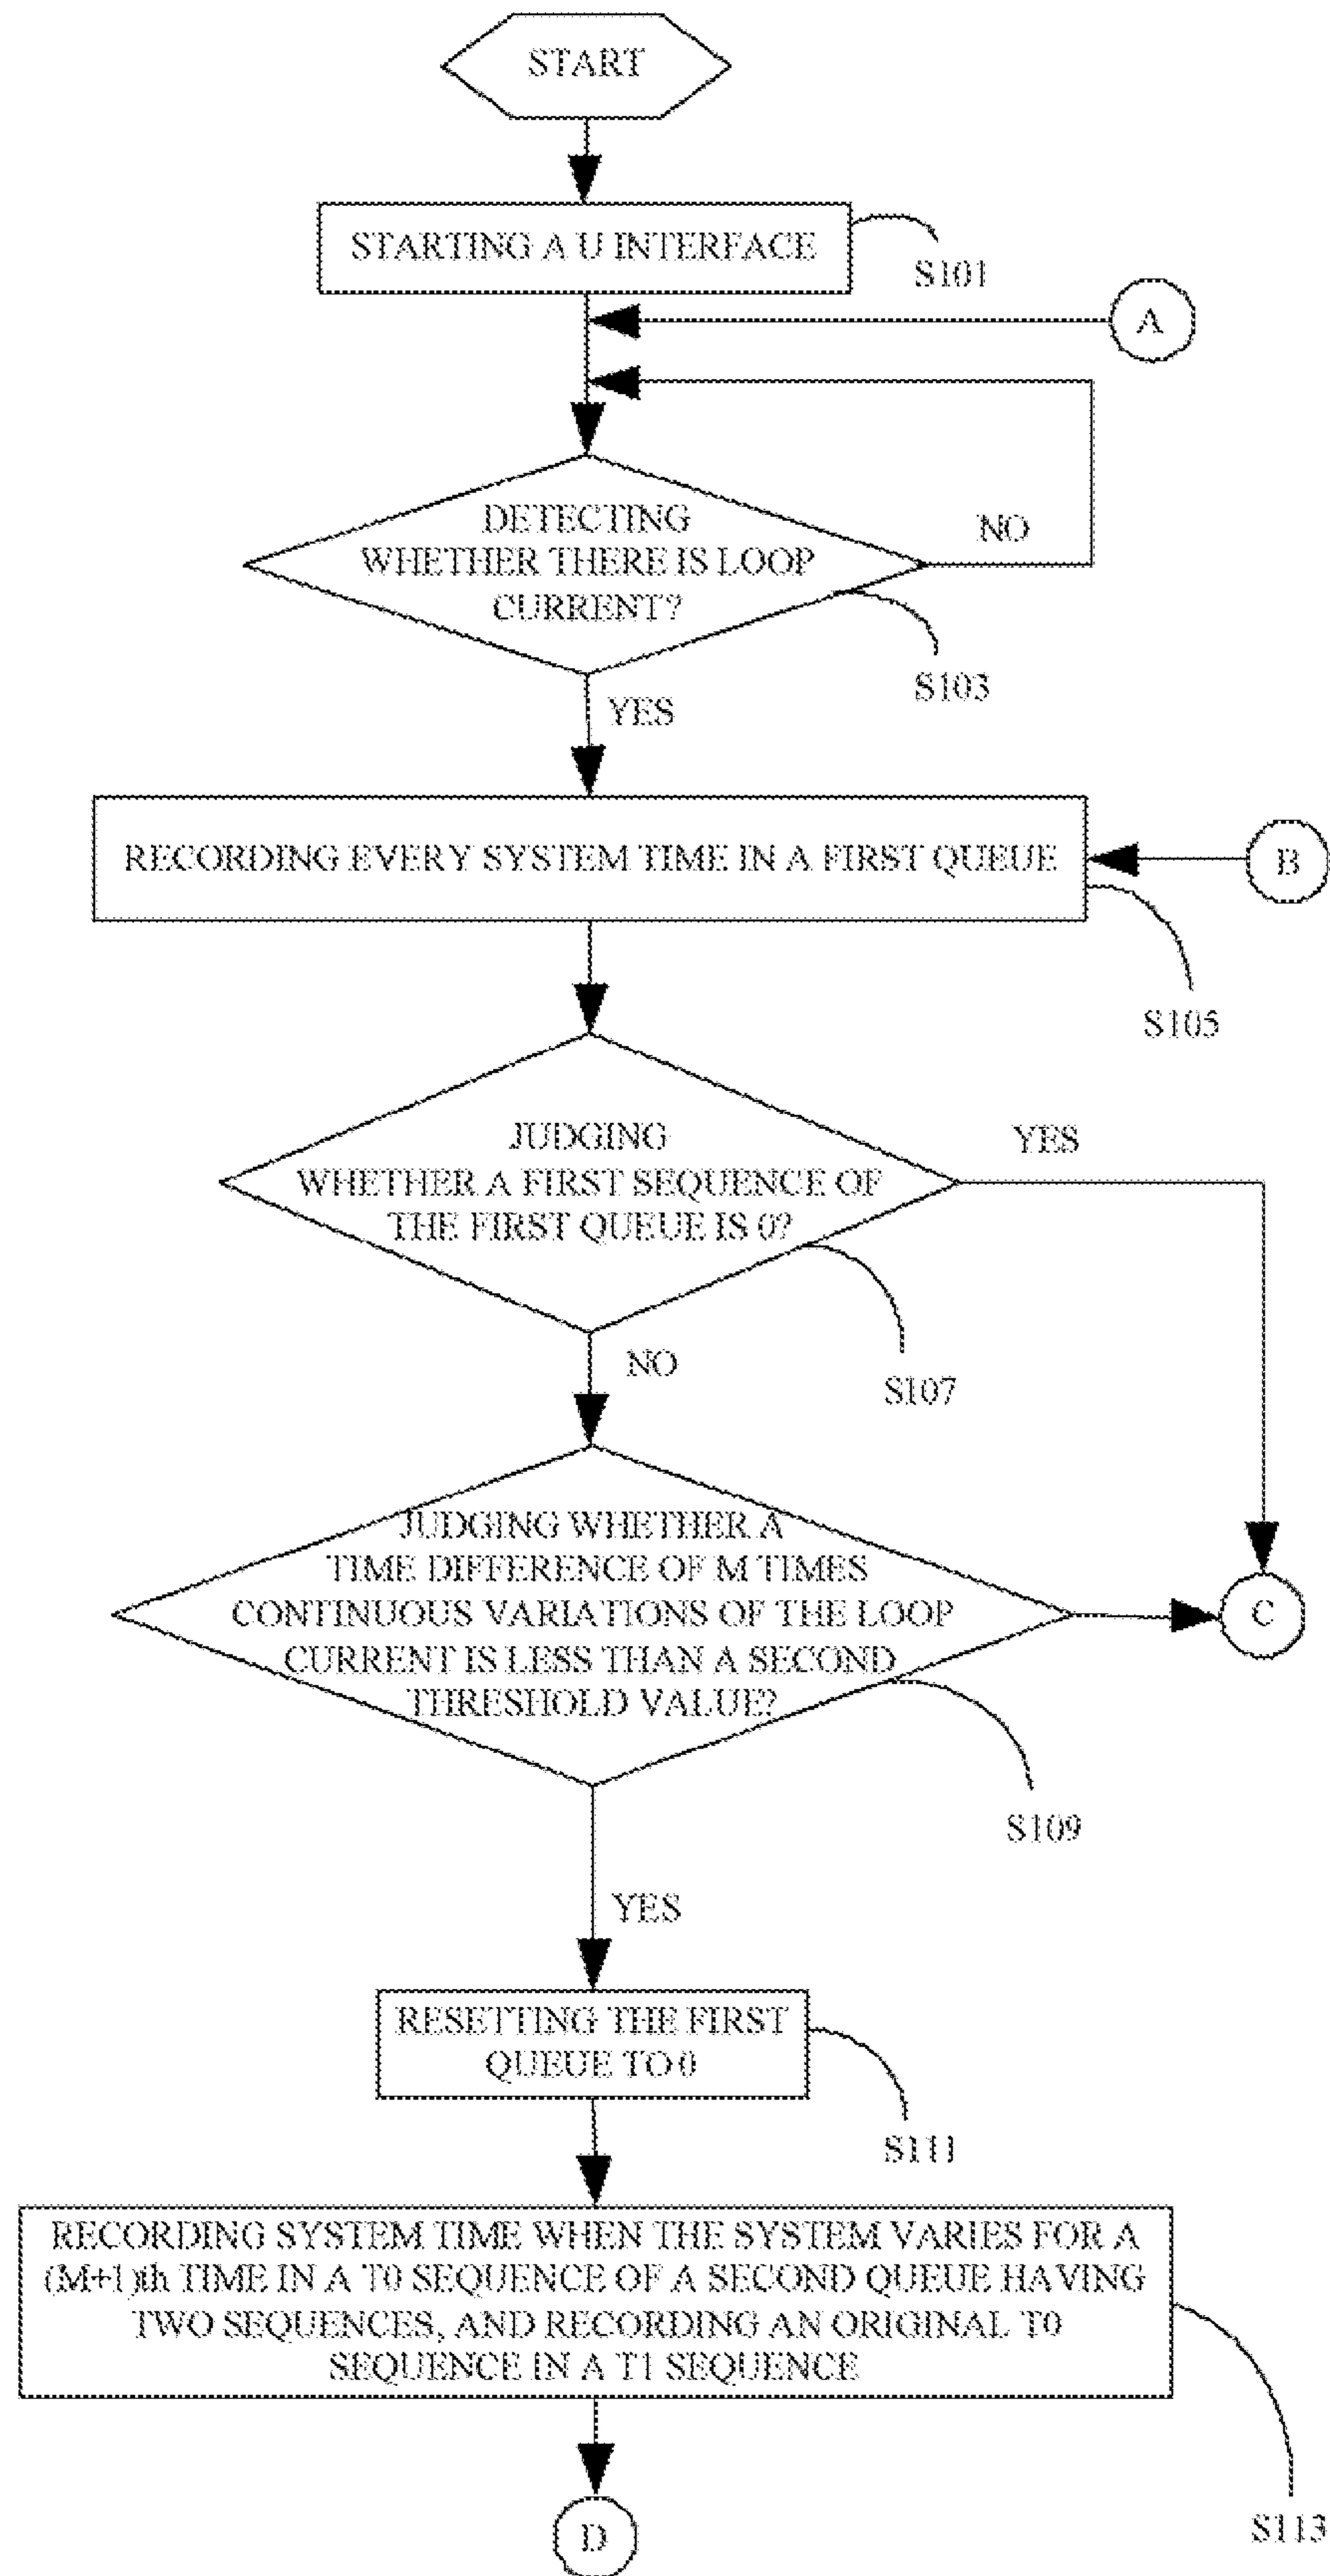 START
STARTING A U INTERFACE
S101
A
DETECTING
WHETHER THERE IS LOOP
CURRENT?
NO
S103
YES
RECORDING EVERY SYSTEM TIME IN A FIRST QUEUE
B
S105
JUDGING
WHETHER A FIRST SEQUENCE OF
THE FIRST QUEUE IS 0?
YES
S107
NO
JUDGING WHETHER A
TIME DIFFERENCE OF M TIMES
CONTINUOUS VARIATIONS OF THE LOOP
CURRENT IS LESS THAN A SECOND
THRESHOLD VALUE?
C
S109
YES
RESETTING THE FIRST
QUEUE TO 0
S111
RECORDING SYSTEM TIME WHEN THE SYSTEM VARIES FOR A
(M+1)th TIME IN A T0 SEQUENCE OF A SECOND QUEUE HAVING
TWO SEQUENCES, AND RECORDING AN ORIGINAL T0
SEQUENCE IN A T1 SEQUENCE
S113
D